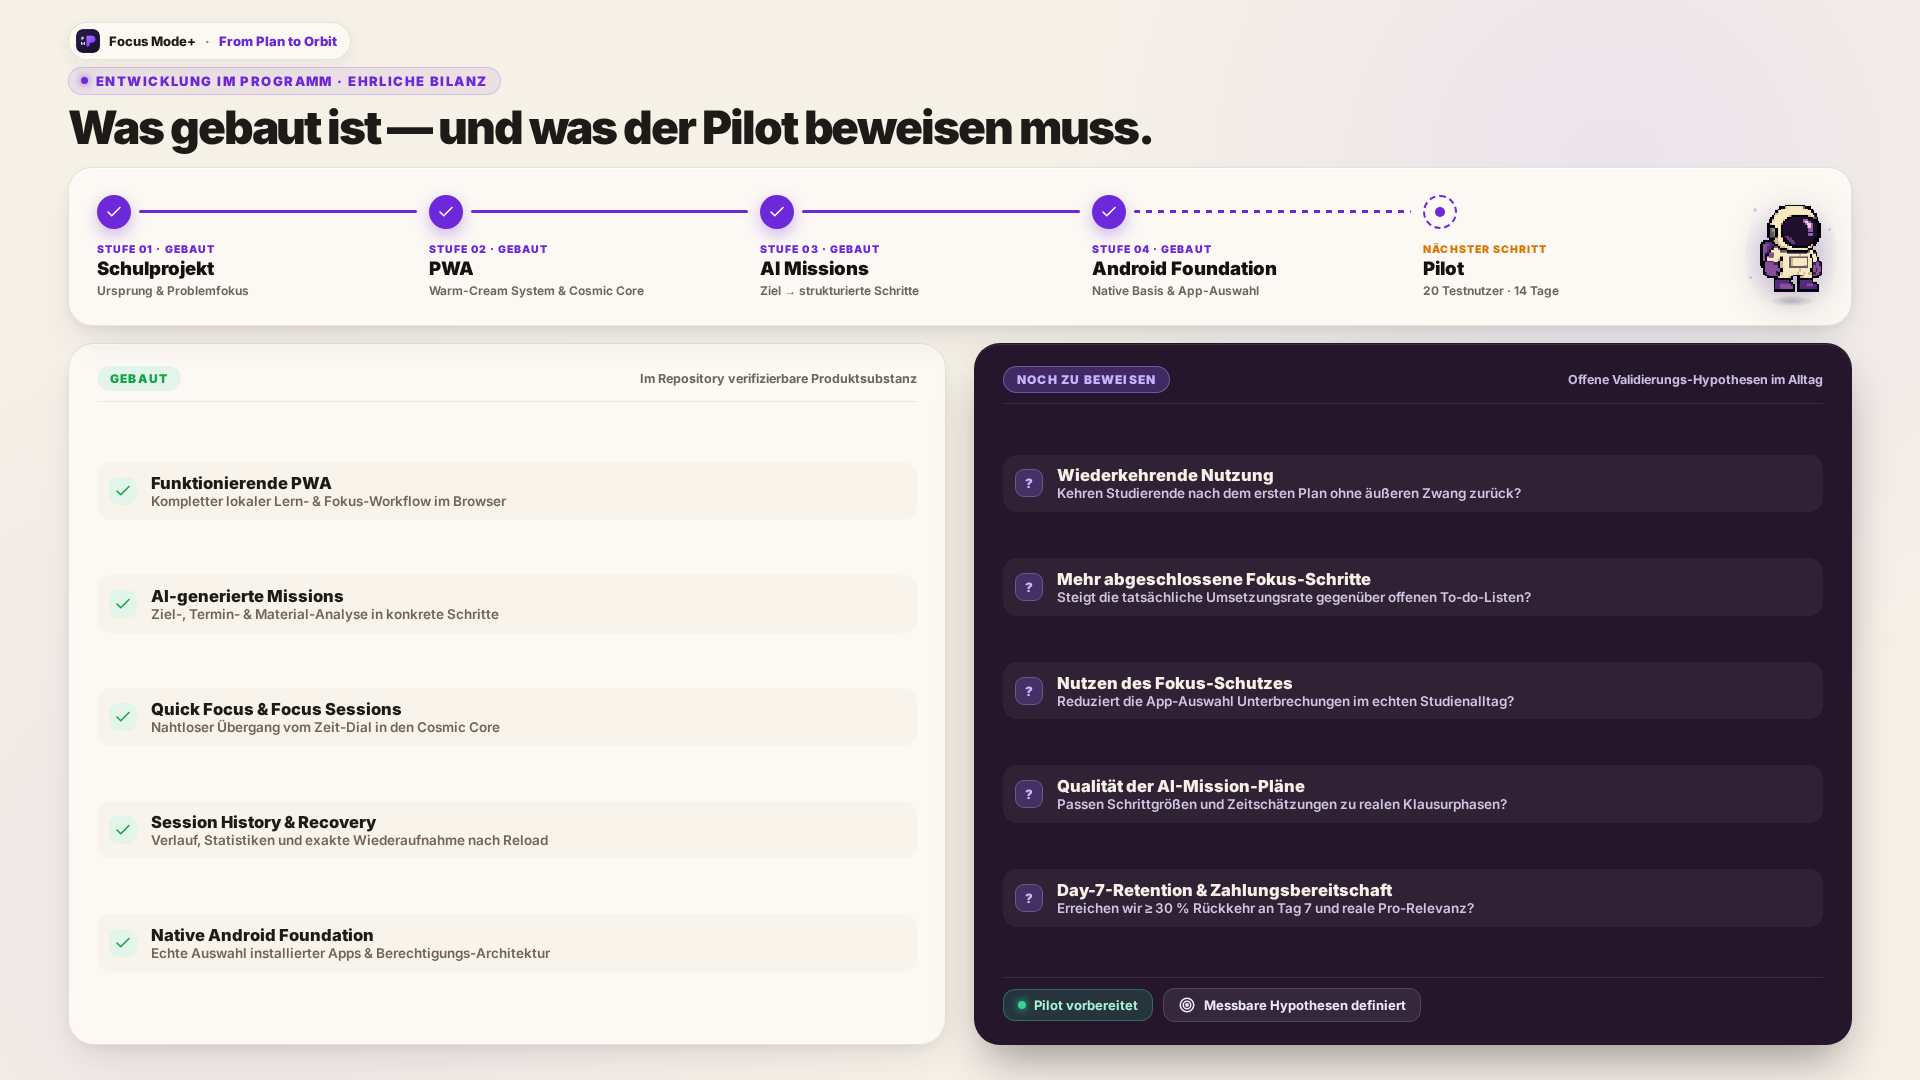 Focus Mode+ · From Plan to Orbit
ENTWICKLUNG IM PROGRAMM · EHRLICHE BILANZ
Was gebaut ist — und was der Pilot beweisen muss.
STUFE 01 · GEBAUT
Schulprojekt
Ursprung & Problemfokus
STUFE 02 · GEBAUT
PWA
Warm-Cream System & Cosmic Core
STUFE 03 · GEBAUT
AI Missions
Ziel → strukturierte Schritte
STUFE 04 · GEBAUT
Android Foundation
Native Basis & App-Auswahl
NÄCHSTER SCHRITT
Pilot
20 Testnutzer · 14 Tage
GEBAUT
Im Repository verifizierbare Produktsubstanz
Funktionierende PWA
Kompletter lokaler Lern- & Fokus-Workflow im Browser
AI-generierte Missions
Ziel-, Termin- & Material-Analyse in konkrete Schritte
Quick Focus & Focus Sessions
Nahtloser Übergang vom Zeit-Dial in den Cosmic Core
Session History & Recovery
Verlauf, Statistiken und exakte Wiederaufnahme nach Reload
Native Android Foundation
Echte Auswahl installierter Apps & Berechtigungs-Architektur
NOCH ZU BEWEISEN
Offene Validierungs-Hypothesen im Alltag
?
Wiederkehrende Nutzung
Kehren Studierende nach dem ersten Plan ohne äußeren Zwang zurück?
?
Mehr abgeschlossene Fokus-Schritte
Steigt die tatsächliche Umsetzungsrate gegenüber offenen To-do-Listen?
?
Nutzen des Fokus-Schutzes
Reduziert die App-Auswahl Unterbrechungen im echten Studienalltag?
?
Qualität der AI-Mission-Pläne
Passen Schrittgrößen und Zeitschätzungen zu realen Klausurphasen?
?
Day-7-Retention & Zahlungsbereitschaft
Erreichen wir ≥ 30 % Rückkehr an Tag 7 und reale Pro-Relevanz?
Pilot vorbereitet
Messbare Hypothesen definiert